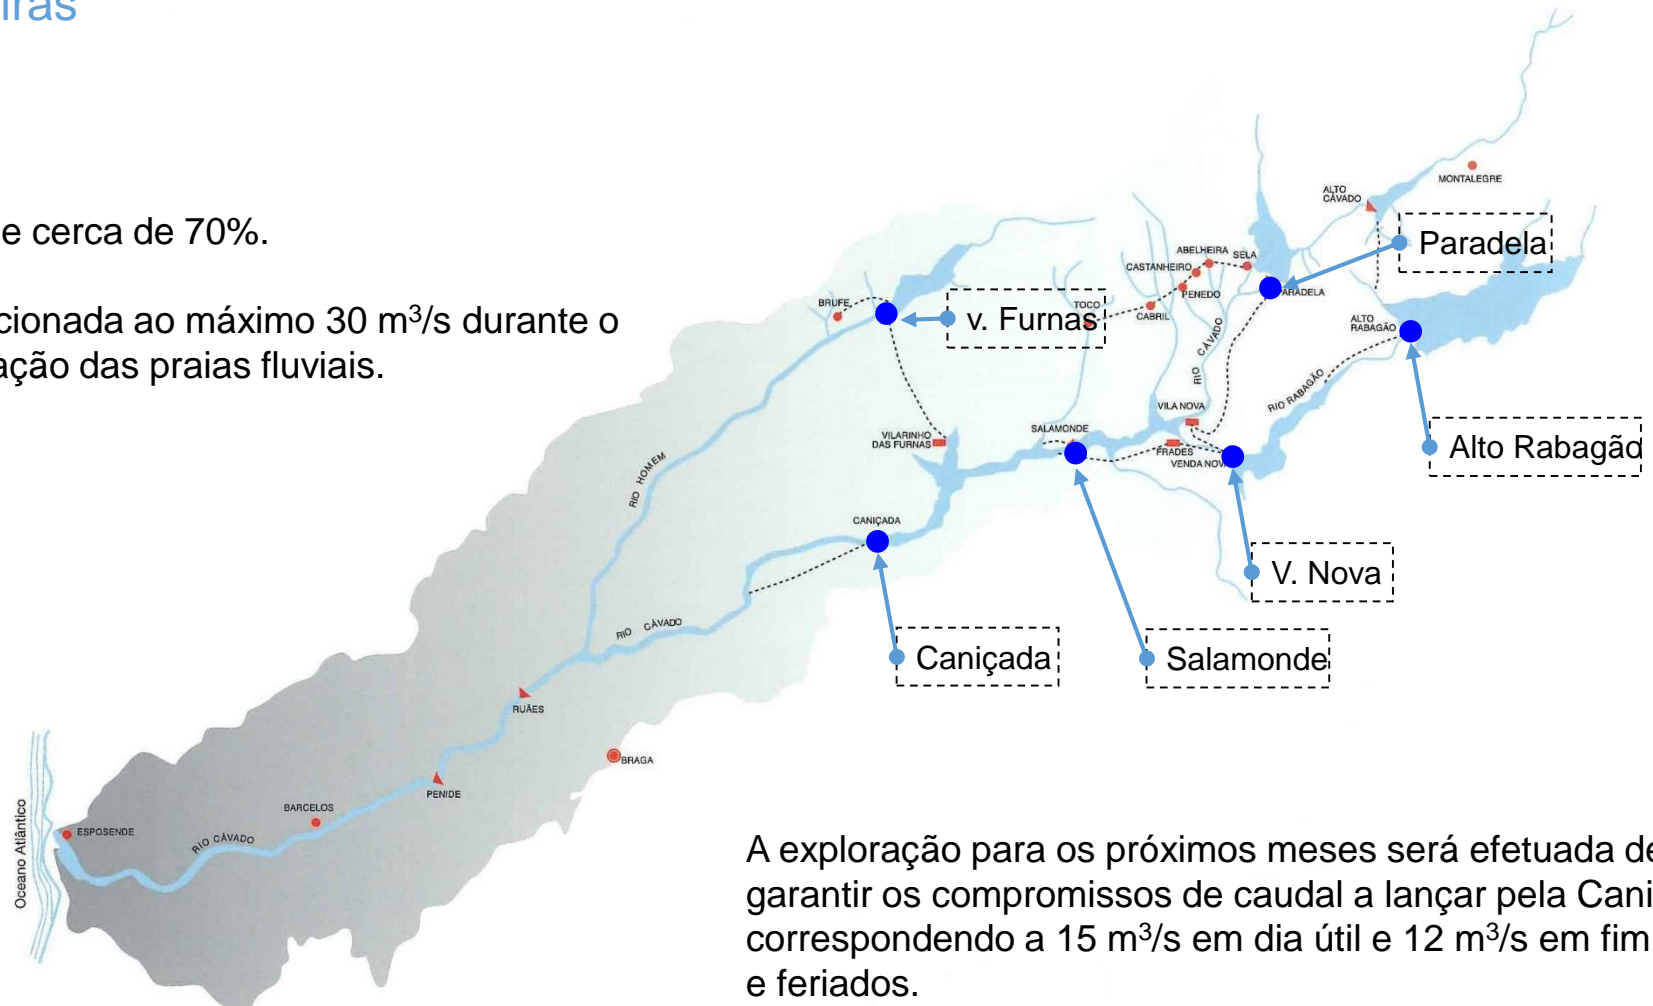 iras
e cerca de 70%.
cionada ao máximo 30 m³/s durante o
ação das praias fluviais.
MONTALEGRE
ALTO
CÁVADO
Paradela
ABELHEIRA
SELA
CASTANHEIRO
PENEDO
CABRIL
TOCO
PARADELA
BRUFE
v. Furnas
ALTO
RABAGÃO
RIO CÁVADO
RIO RABAGÃO
VILA NOVA
SALAMONDE
FRADES
VENDA NOVA
VILARINHO
DAS FURNAS
Alto Rabagão
RIO HOMEM
CANIÇADA
V. Nova
RIO CÁVADO
Caniçada
Salamonde
RUÃES
BRAGA
PENIDE
BARCELOS
ESPOSENDE
RIO CÁVADO
Oceano Atlântico
A exploração para os próximos meses será efetuada de
garantir os compromissos de caudal a lançar pela Cani
correspondendo a 15 m³/s em dia útil e 12 m³/s em fim
e feriados.